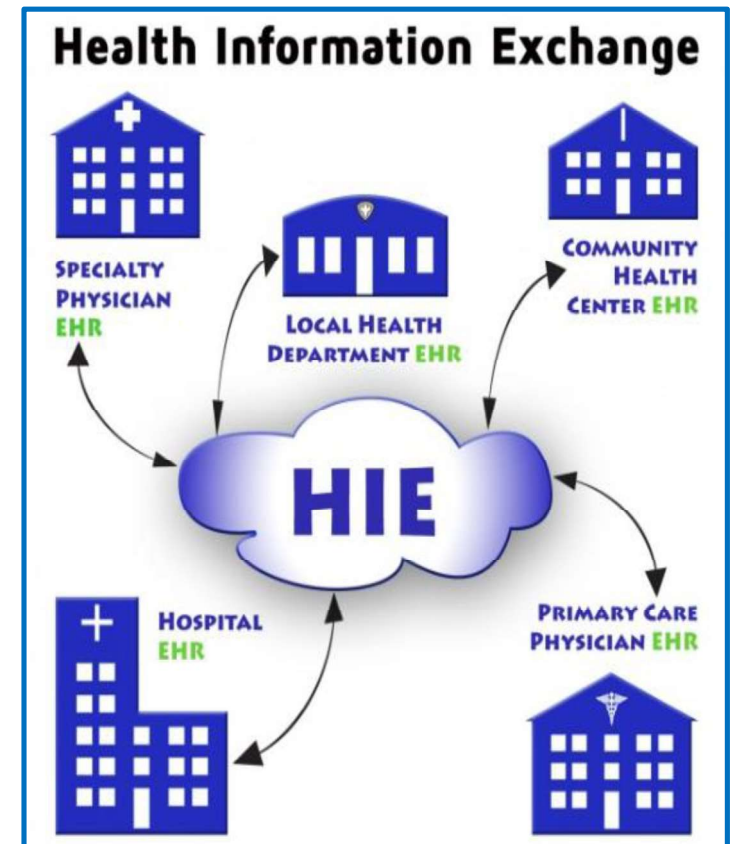 Health Information Exchange
SPECIALTY
PHYSICIAN
EHR
LOCAL HEALTH
DEPARTMENT EHR
COMMUNITY
HEALTH
CENTER EHR
HIE
HOSPITAL
EHR
PRIMARY CARE
PHYSICIAN EHR